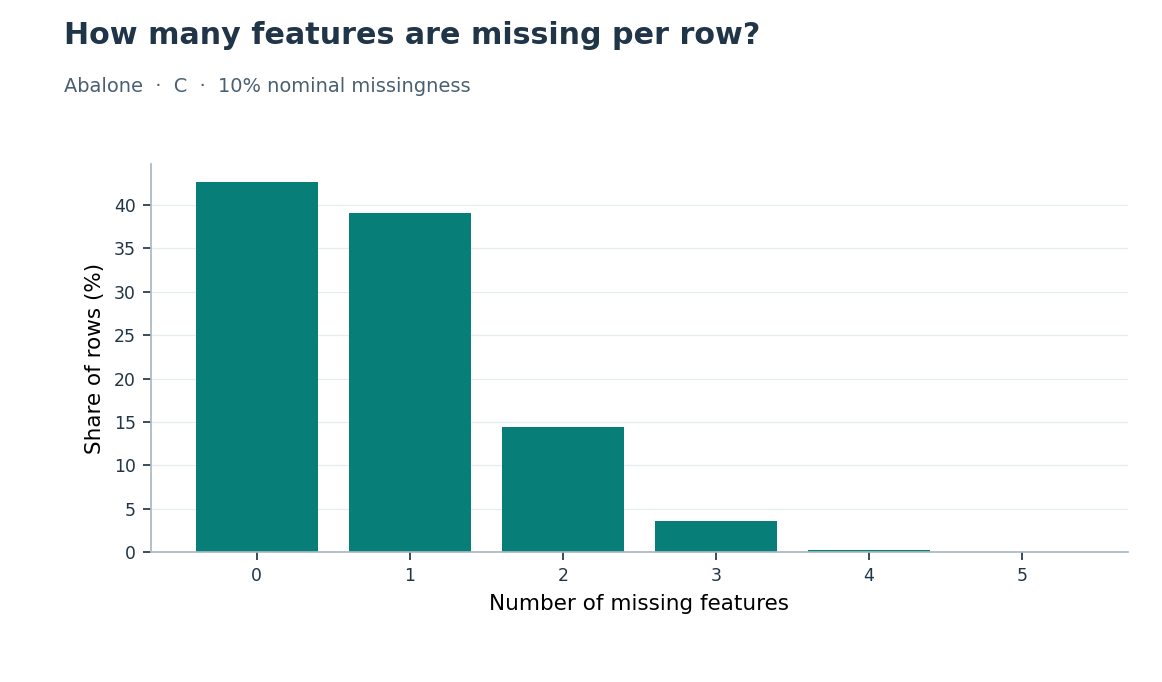 How many features are missing per row?
Abalone · C · 10% nominal missingness
Share of rows (%)
40
35
30
25
20
15
10
5
0
0 1 2 3 4 5
Number of missing features